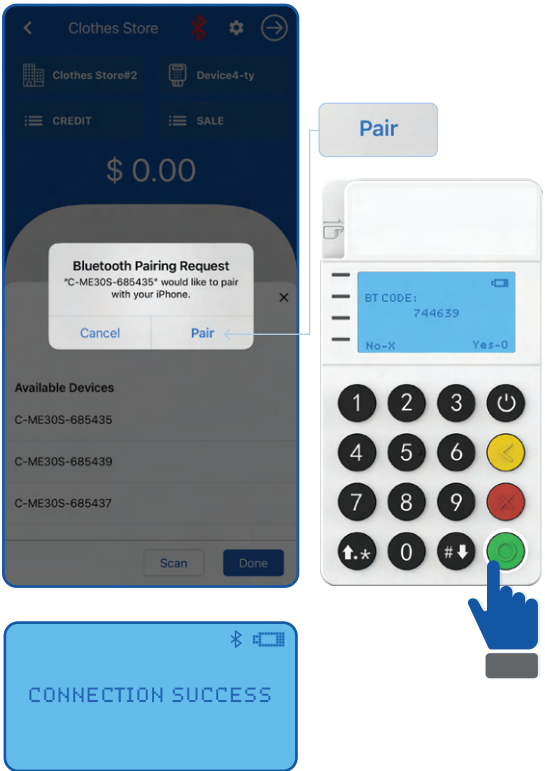 Clothes Store
Clothes Store#2
Device4-ty
CREDIT
SALE
$ 0.00
Bluetooth Pairing Request
"C-ME30S-685435" would like to pair
with your iPhone.
Cancel
Pair
Available Devices
C-ME30S-685435
C-ME30S-685439
C-ME30S-685437
Scan
Done
Pair
BT CODE:
744639
No-X
Yes-O
1 2 3
4 5 6
7 8 9
.* 0 #
CONNECTION SUCCESS